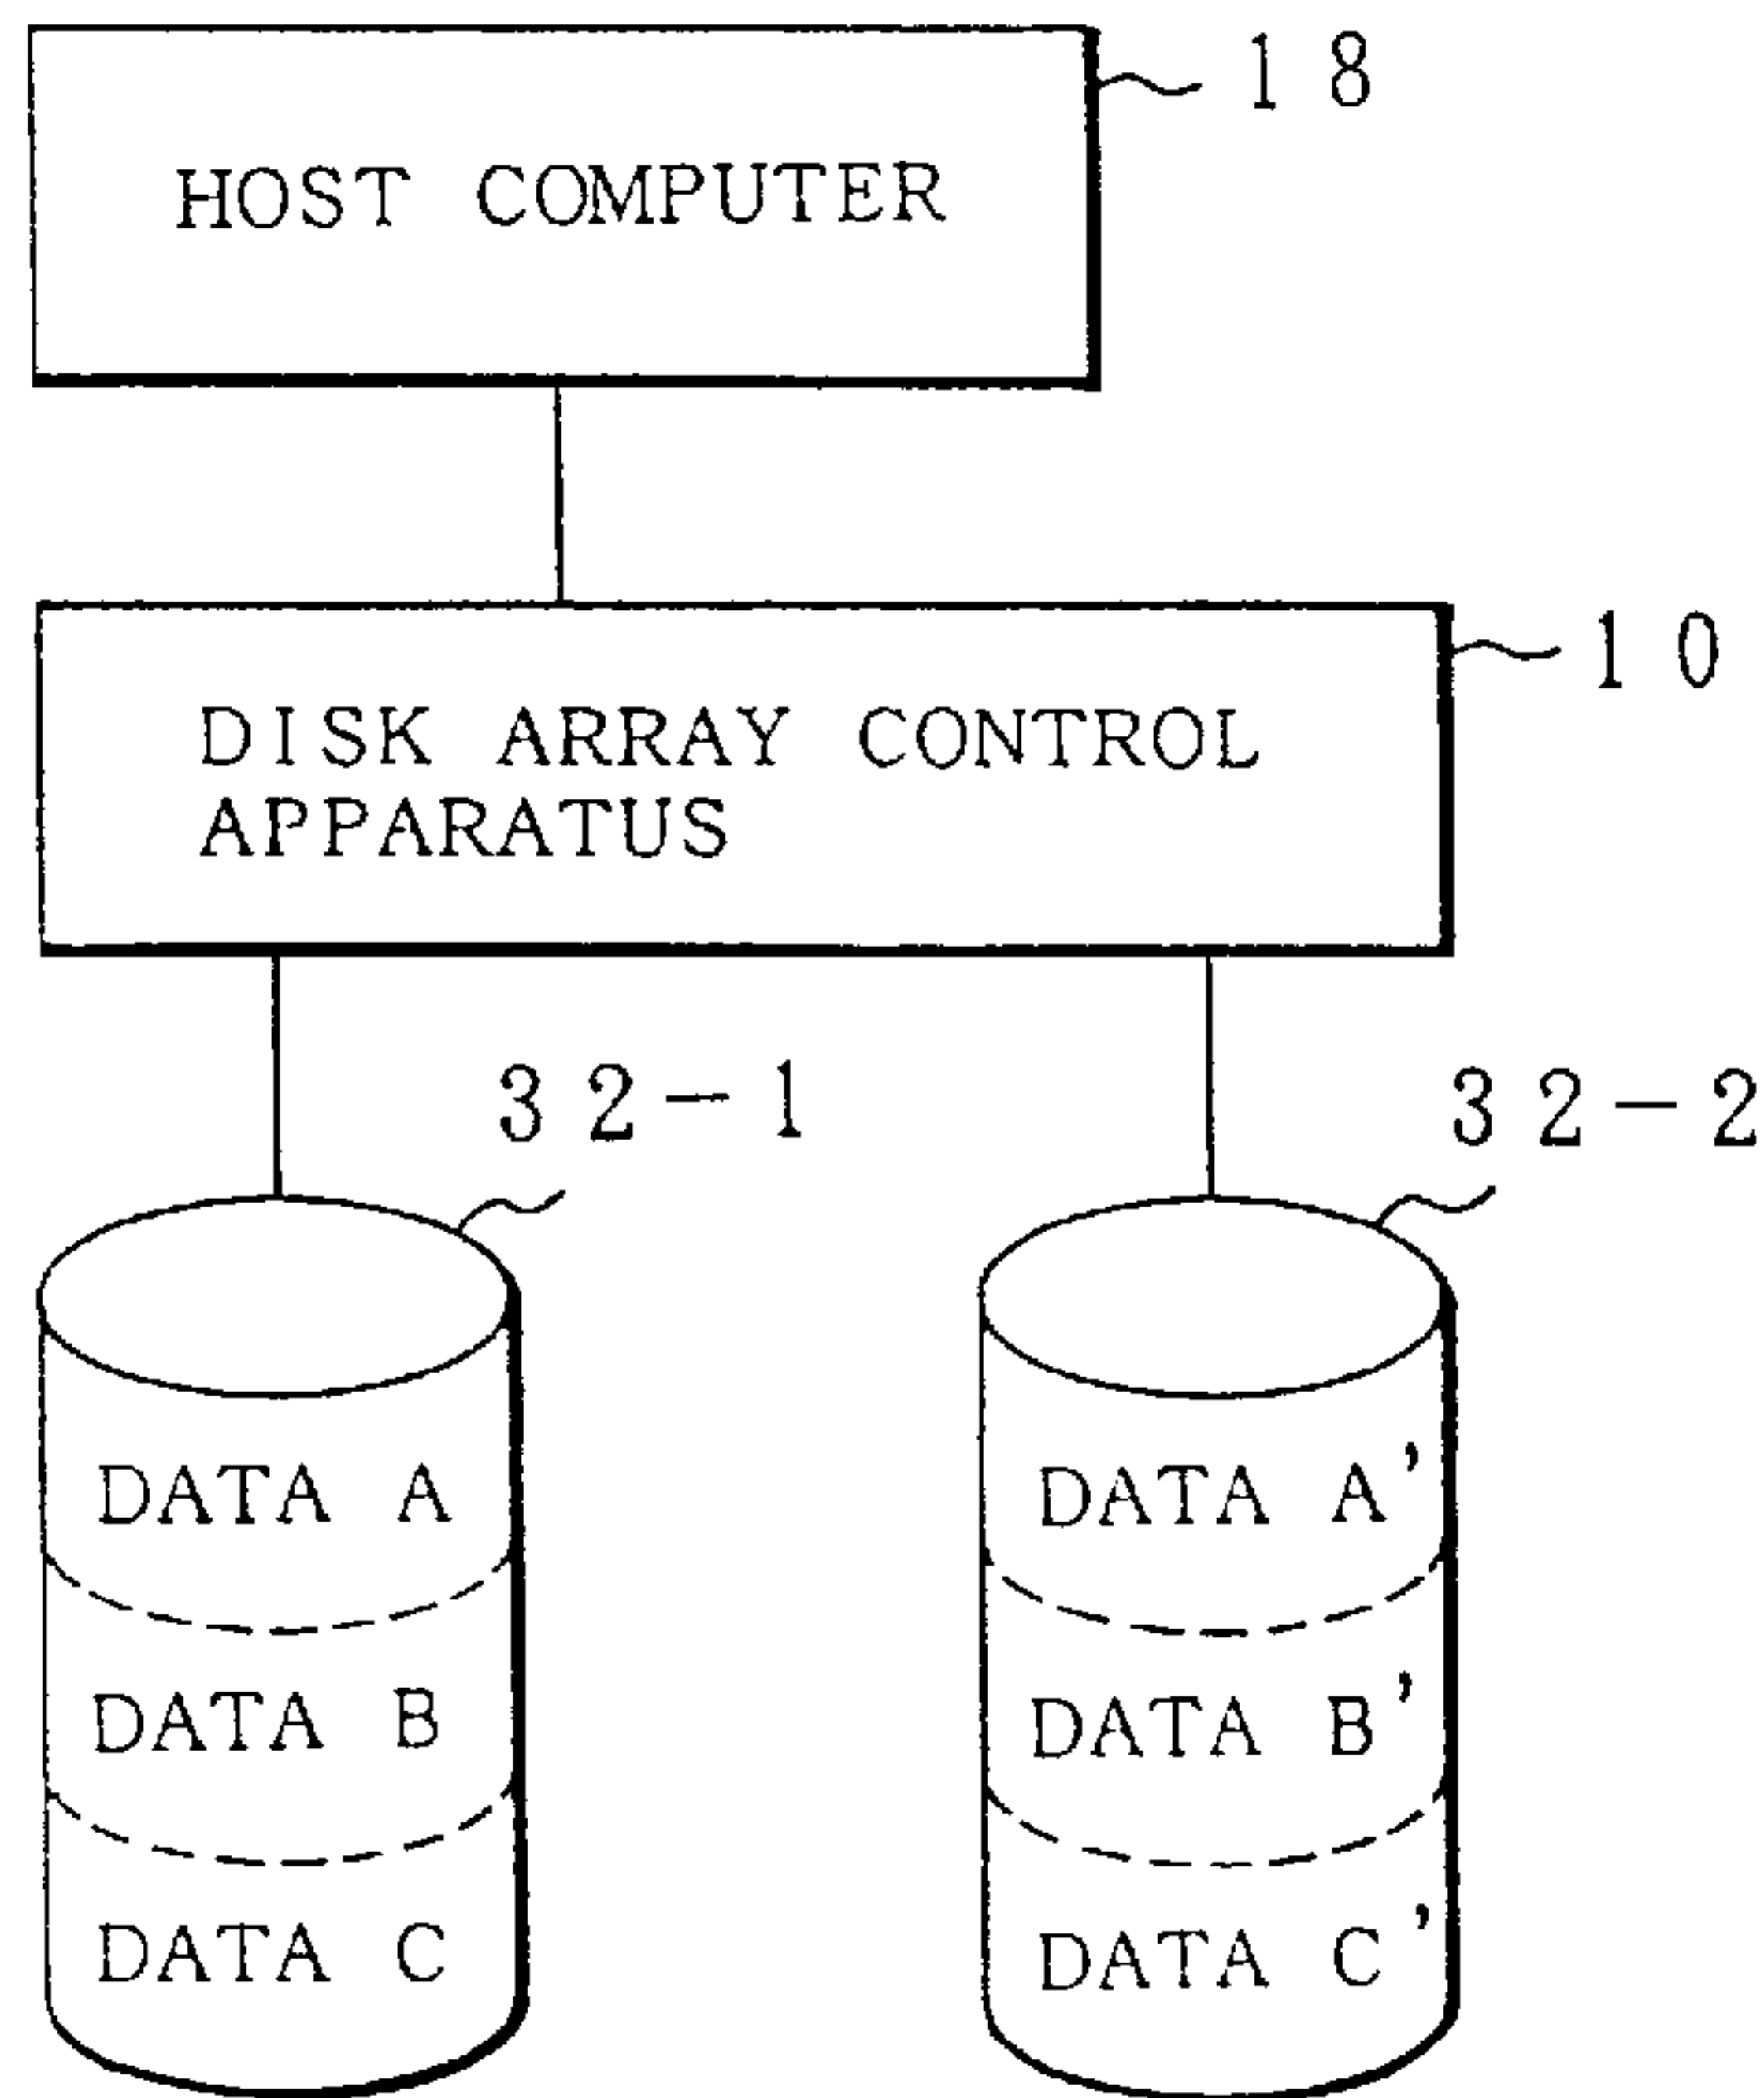 18
HOST COMPUTER
10
DISK ARRAY CONTROL
APPARATUS
32-1
32-2
DATA A
DATA B
DATA C
DATA A'
DATA B'
DATA C'